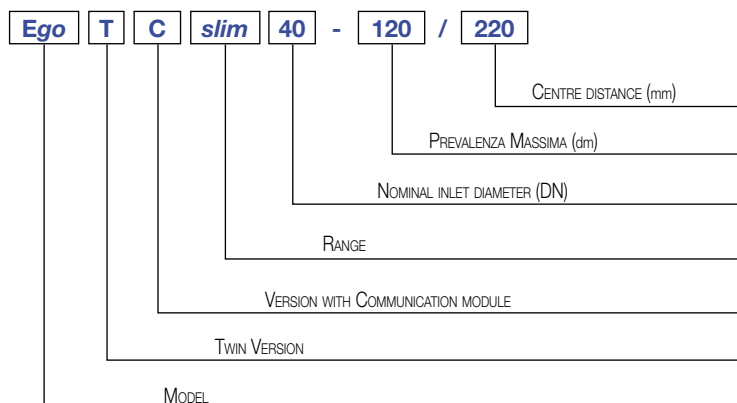 Ego T C slim 40 - 120 / 220
Centre distance (mm)
Prevalenza Massima (dm)
Nominal inlet diameter (DN)
Range
Version with Communication module
Twin Version
Model